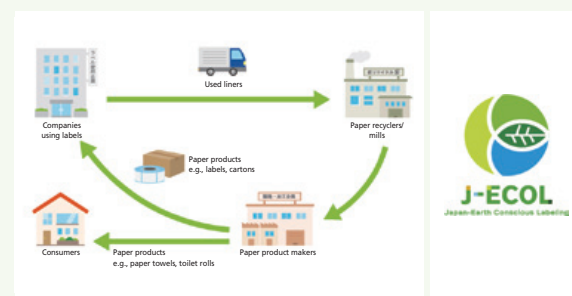 Used liners
Companies
using labels
Paper recyclers/
mills
Paper products
e.g., labels, cartons
Consumers
Paper products
e.g., paper towels, toilet rolls
Paper product makers
J-ECOL
Japan-Earth Conscious Labeling